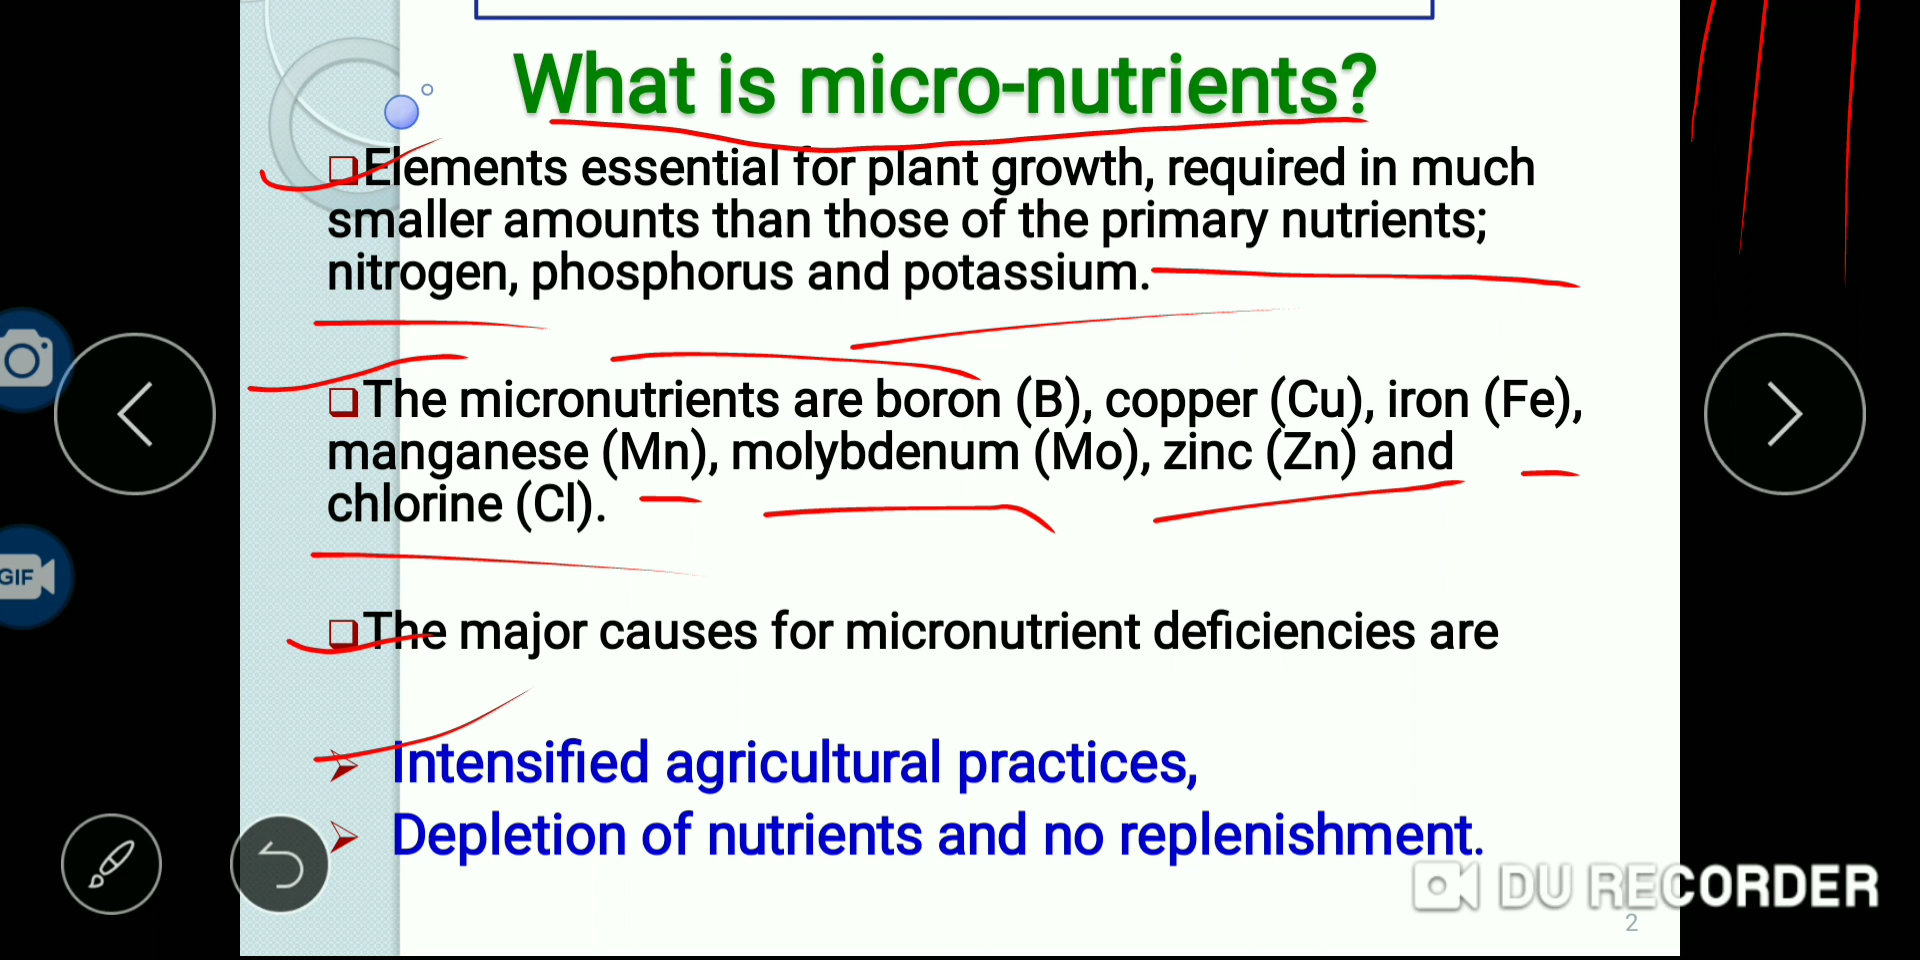 What is micro-nutrients?
Elements essential for plant growth, required in much
smaller amounts than those of the primary nutrients;
nitrogen, phosphorus and potassium.
The micronutrients are boron (B), copper (Cu), iron (Fe),
manganese (Mn), molybdenum (Mo), zinc (Zn) and
chlorine (Cl).
The major causes for micronutrient deficiencies are
Intensified agricultural practices,
Depletion of nutrients and no replenishment.
GIF
DU RECORDER
2